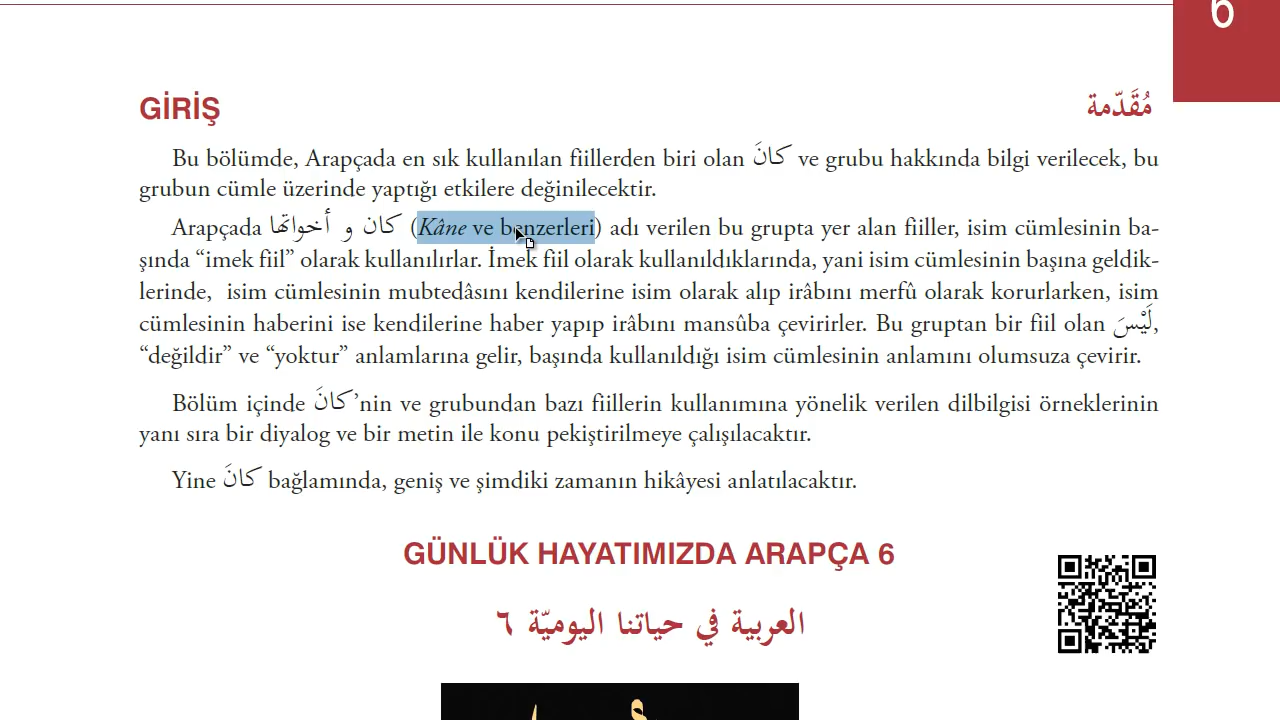 6
GİRİŞ
مُقَدّمة
Bu bölümde, Arapçada en sık kullanılan fiillerden biri olan كانَ ve grubu hakkında bilgi verilecek, bu
grubun cümle üzerinde yaptığı etkilere değinilecektir.
Arapçada كان و أخواتها (Kâne ve benzerleri) adı verilen bu grupta yer alan fiiller, isim cümlesinin ba-
şında “imek fiil” olarak kullanılırlar. İmek fiil olarak kullanıldıklarında, yani isim cümlesinin başına geldik-
lerinde, isim cümlesinin mubtedâsını kendilerine isim olarak alıp irâbını merfû olarak korurlarken, isim
cümlesinin haberini ise kendilerine haber yapıp irâbını mansûba çevirirler. Bu gruptan bir fiil olan لَيْسَ,
“değildir” ve “yoktur” anlamlarına gelir, başında kullanıldığı isim cümlesinin anlamını olumsuza çevirir.
Bölüm içinde كانَ’nin ve grubundan bazı fiillerin kullanımına yönelik verilen dilbilgisi örneklerinin
yanı sıra bir diyalog ve bir metin ile konu pekiştirilmeye çalışılacaktır.
Yine كانَ bağlamında, geniş ve şimdiki zamanın hikâyesi anlatılacaktır.
GÜNLÜK HAYATIMIZDA ARAPÇA 6
العربية في حياتنا اليوميّة ٦